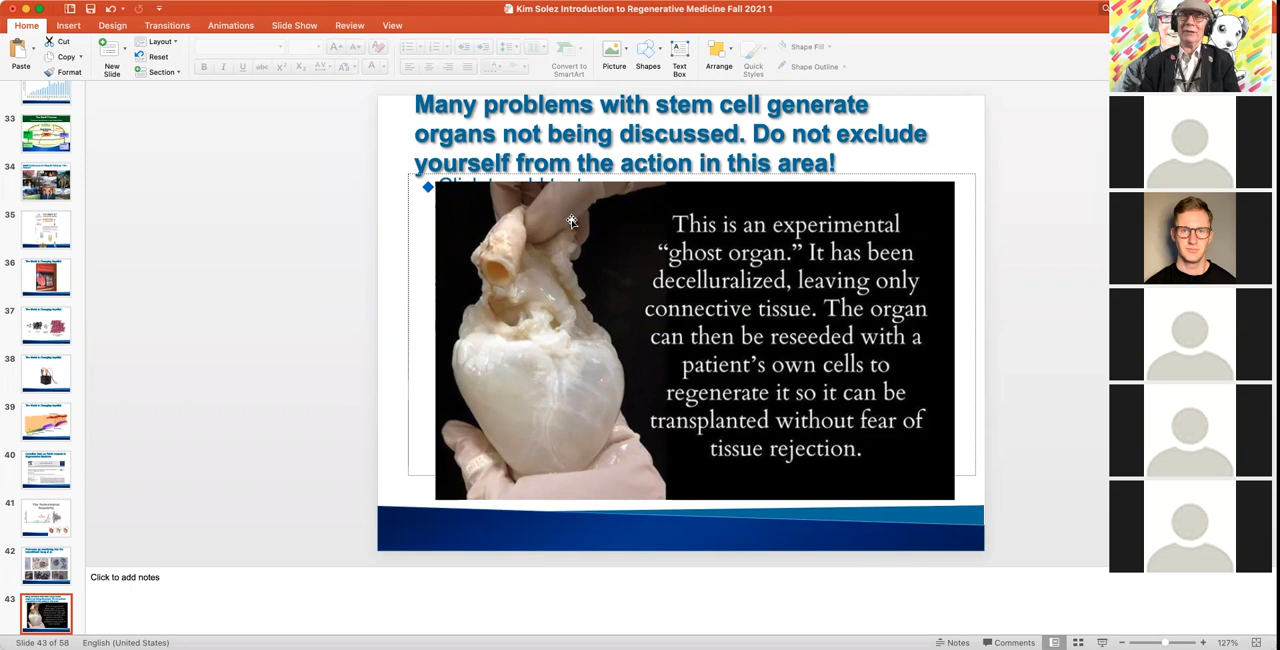 Kim Solez Introduction to Regenerative Medicine Fall 2021 1
Home Insert Design Transitions Animations Slide Show Review View
Paste
Cut
Copy
Format
New
Slide
Layout
Reset
Section
Convert to
SmartArt
Picture
Shapes
Text
Box
Arrange
Quick
Styles
Shape Fill
Shape Outline
33
34
35
36
37
38
39
40
41
42
43
Many problems with stem cell generate
organs not being discussed. Do not exclude
yourself from the action in this area!
This is an experimental
“ghost organ.” It has been
decelluralized, leaving only
connective tissue. The organ
can then be reseeded with a
patient’s own cells to
regenerate it so it can be
transplanted without fear of
tissue rejection.
Click to add notes
Slide 43 of 58 English (United States) Notes Comments 127%